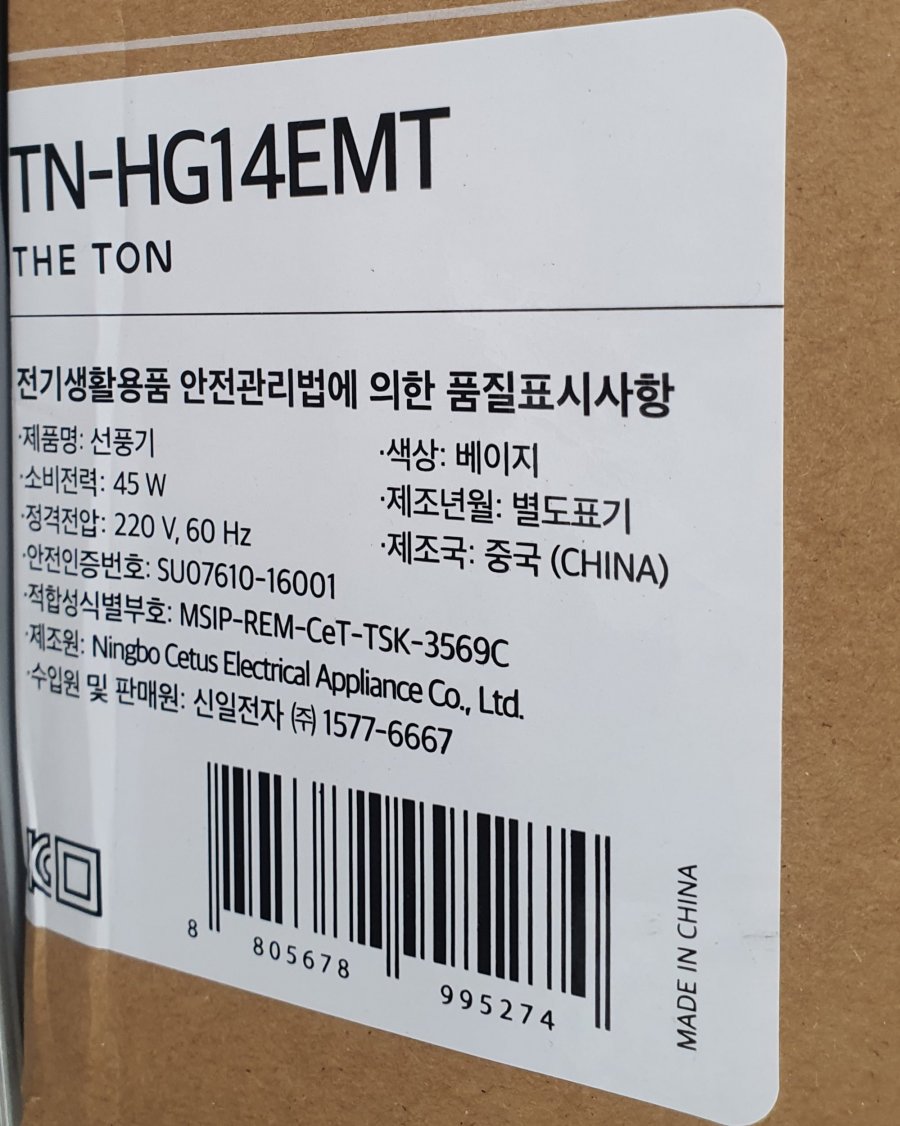 TN-HG14EMT
THE TON
전기생활용품 안전관리법에 의한 품질표시사항
·제품명: 선풍기
·소비전력: 45 W
·정격전압: 220 V, 60 Hz
·안전인증번호: SU07610-16001
·적합성식별부호: MSIP-REM-CeT-TSK-3569C
·제조원: Ningbo Cetus Electrical Appliance Co., Ltd.
·수입원 및 판매원: 신일전자 ㈜ 1577-6667
·색상: 베이지
·제조년월: 별도표기
·제조국: 중국 (CHINA)
8 805678 995274
MADE IN CHINA